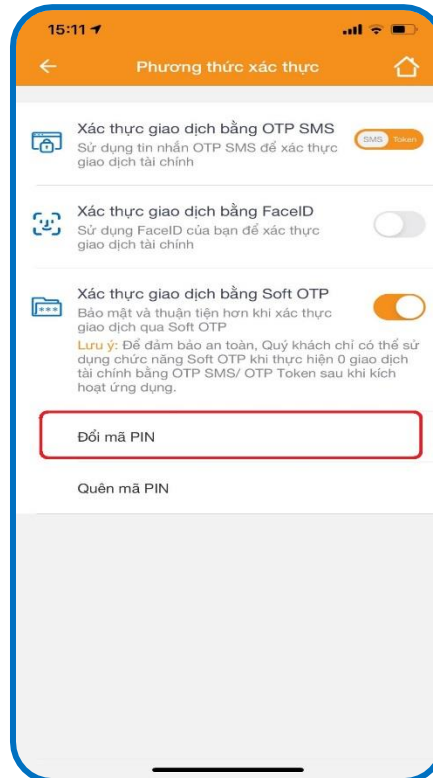 15:11
Phương thức xác thực
Xác thực giao dịch bằng OTP SMS
SMS Token
Sử dụng tin nhắn OTP SMS để xác thực
giao dịch tài chính
Xác thực giao dịch bằng FaceID
Sử dụng FaceID của bạn để xác thực
giao dịch tài chính
Xác thực giao dịch bằng Soft OTP
Bảo mật và thuận tiện hơn khi xác thực
giao dịch qua Soft OTP
Lưu ý: Để đảm bảo an toàn, Quý khách chỉ có thể sử
dụng chức năng Soft OTP khi thực hiện 0 giao dịch
tài chính bằng OTP SMS/ OTP Token sau khi kích
hoạt ứng dụng.
Đổi mã PIN
Quên mã PIN